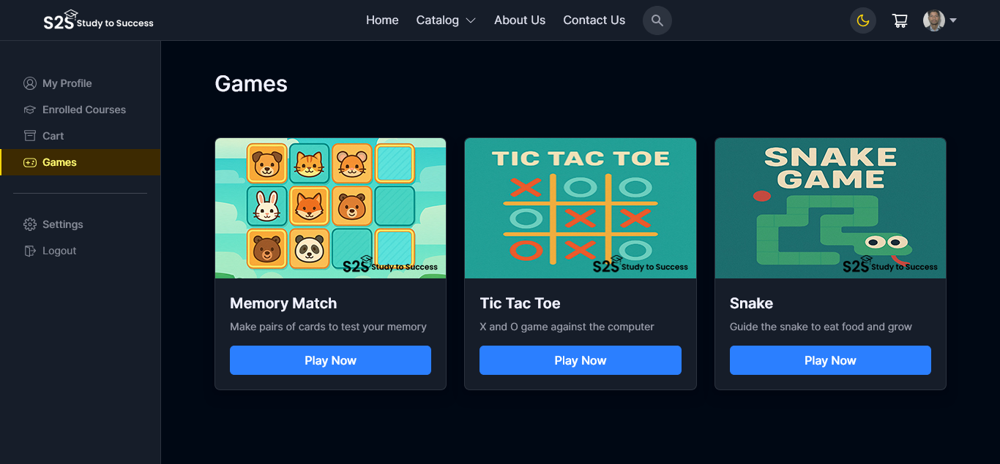 S2S Study to Success
Home Catalog About Us Contact Us
My Profile
Enrolled Courses
Cart
Games
Settings
Logout
Games
S2S Study to Success
Memory Match
Make pairs of cards to test your memory
Play Now
TIC TAC TOE
S2S Study to Success
Tic Tac Toe
X and O game against the computer
Play Now
SNAKE
GAME
S2S Study to Success
Snake
Guide the snake to eat food and grow
Play Now